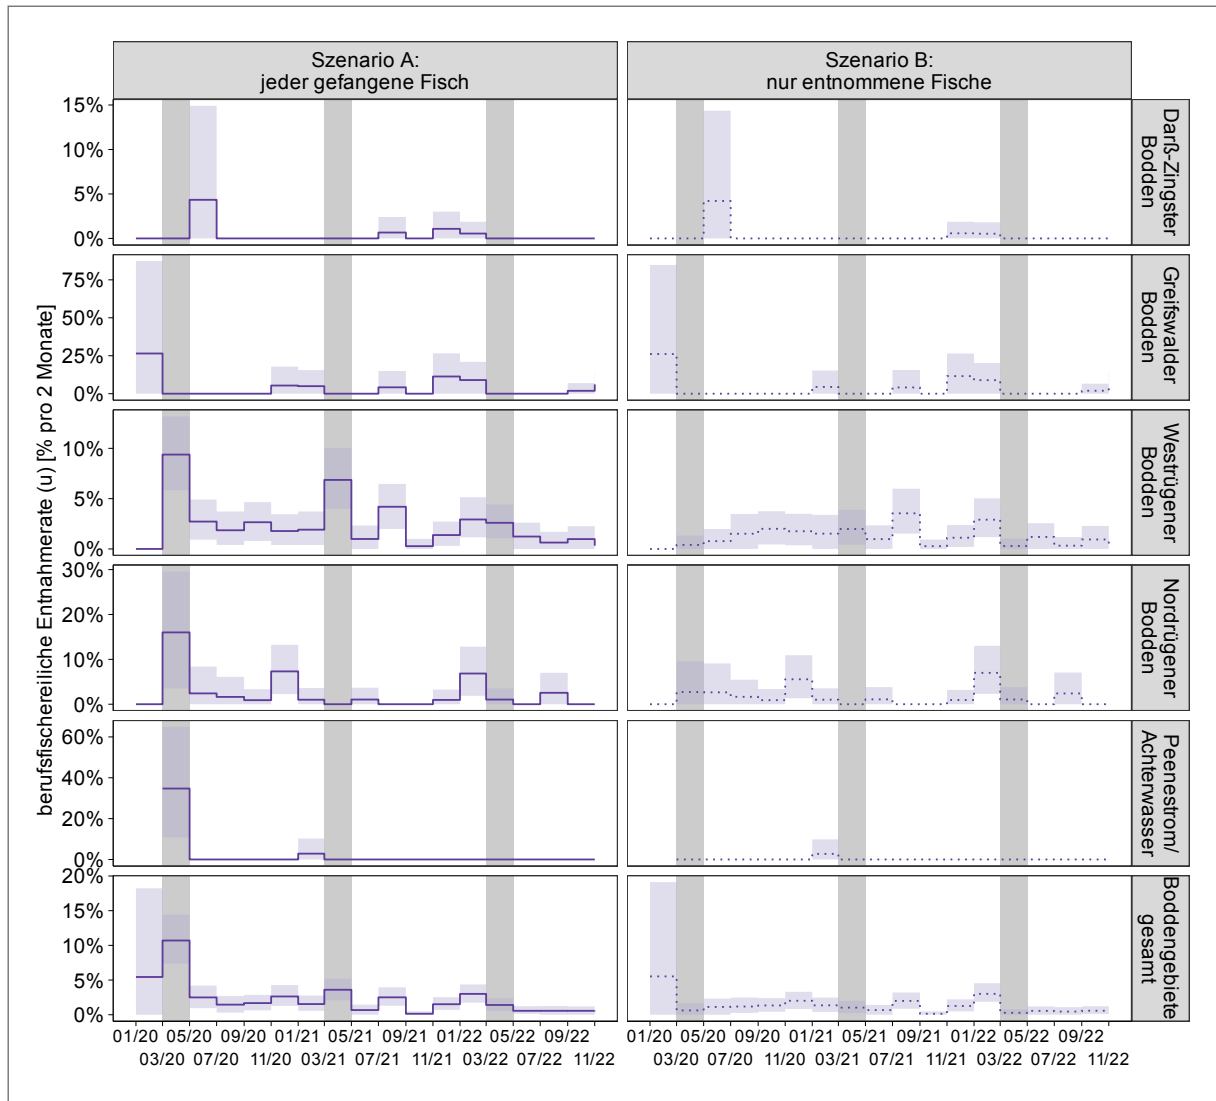 Szenario A:
jeder gefangene Fisch
Szenario B:
nur entnommene Fische
berufsfischereiliche Entnahmerate (u) [% pro 2 Monate]
15%
10%
5%
0%
Darß-Zingster
Bodden
75%
50%
25%
0%
Greifswalder
Bodden
10%
5%
0%
Westrügener
Bodden
30%
20%
10%
0%
Nordrügener
Bodden
60%
40%
20%
0%
Peenestrom/
Achterwasser
20%
15%
10%
5%
0%
Boddengebiete
gesamt
01/20 05/20 09/20 01/21 05/21 09/21 01/22 05/22 09/22
03/20 07/20 11/20 03/21 07/21 11/21 03/22 07/22 11/22
01/20 05/20 09/20 01/21 05/21 09/21 01/22 05/22 09/22
03/20 07/20 11/20 03/21 07/21 11/21 03/22 07/22 11/22